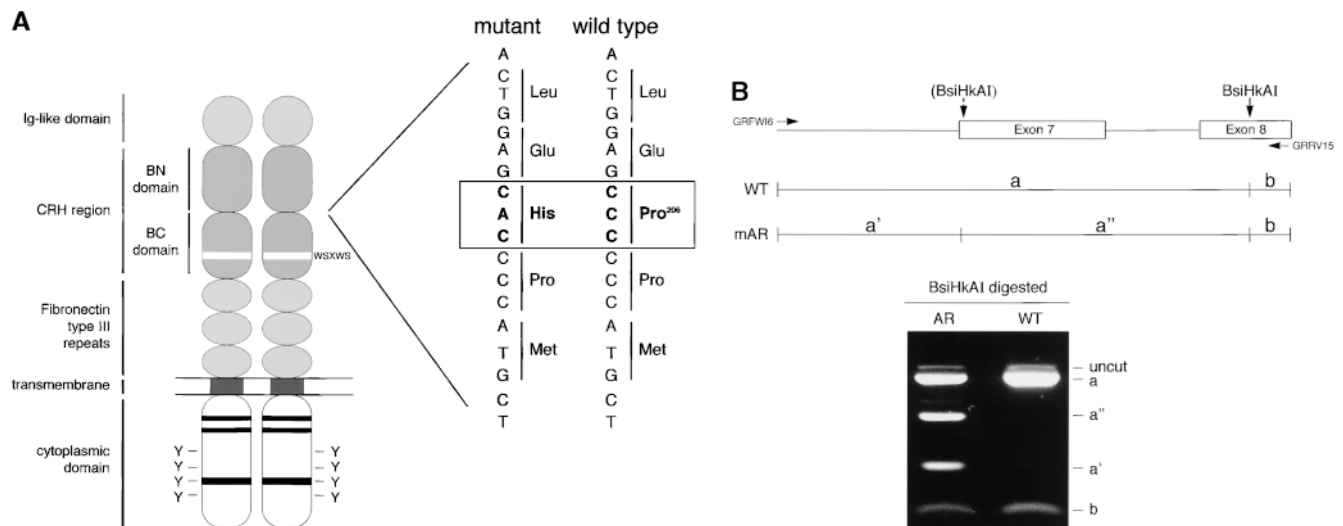 A
mutant wild type
A A
C C
T Leu T Leu
G G
G G
A Glu A Glu
G G
C C
A His C Pro206
C C
C C
C Pro C Pro
C C
A A
T Met T Met
G G
C C
T T
Ig-like domain
CRH region
BN
domain
BC
domain
WSXWS
Fibronectin
type III
repeats
transmembrane
cytoplasmic
domain
Y Y
Y Y
Y Y
Y Y
B
(BsiHkAI) BsiHkAI
GRFWI6
Exon 7 Exon 8
GRRV15
WT a b
mAR a' a" b
BsiHkAI digested
AR WT
uncut
a
a"
a'
b